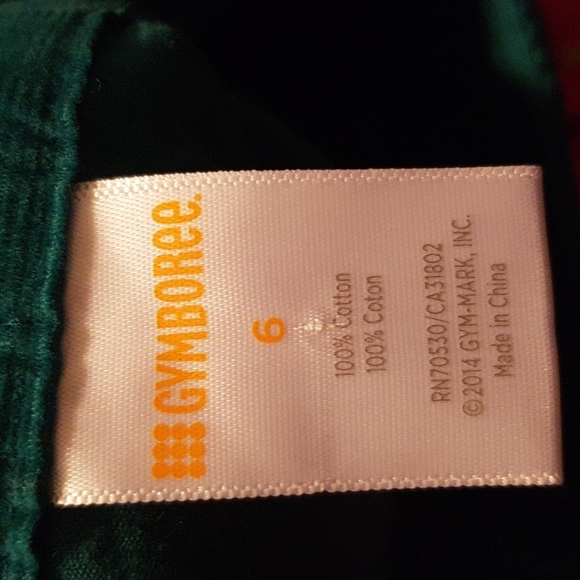 GYMBOREE.
6
100% Cotton
100% Coton
RN70530/CA31802
©2014 GYM-MARK, INC.
Made in China